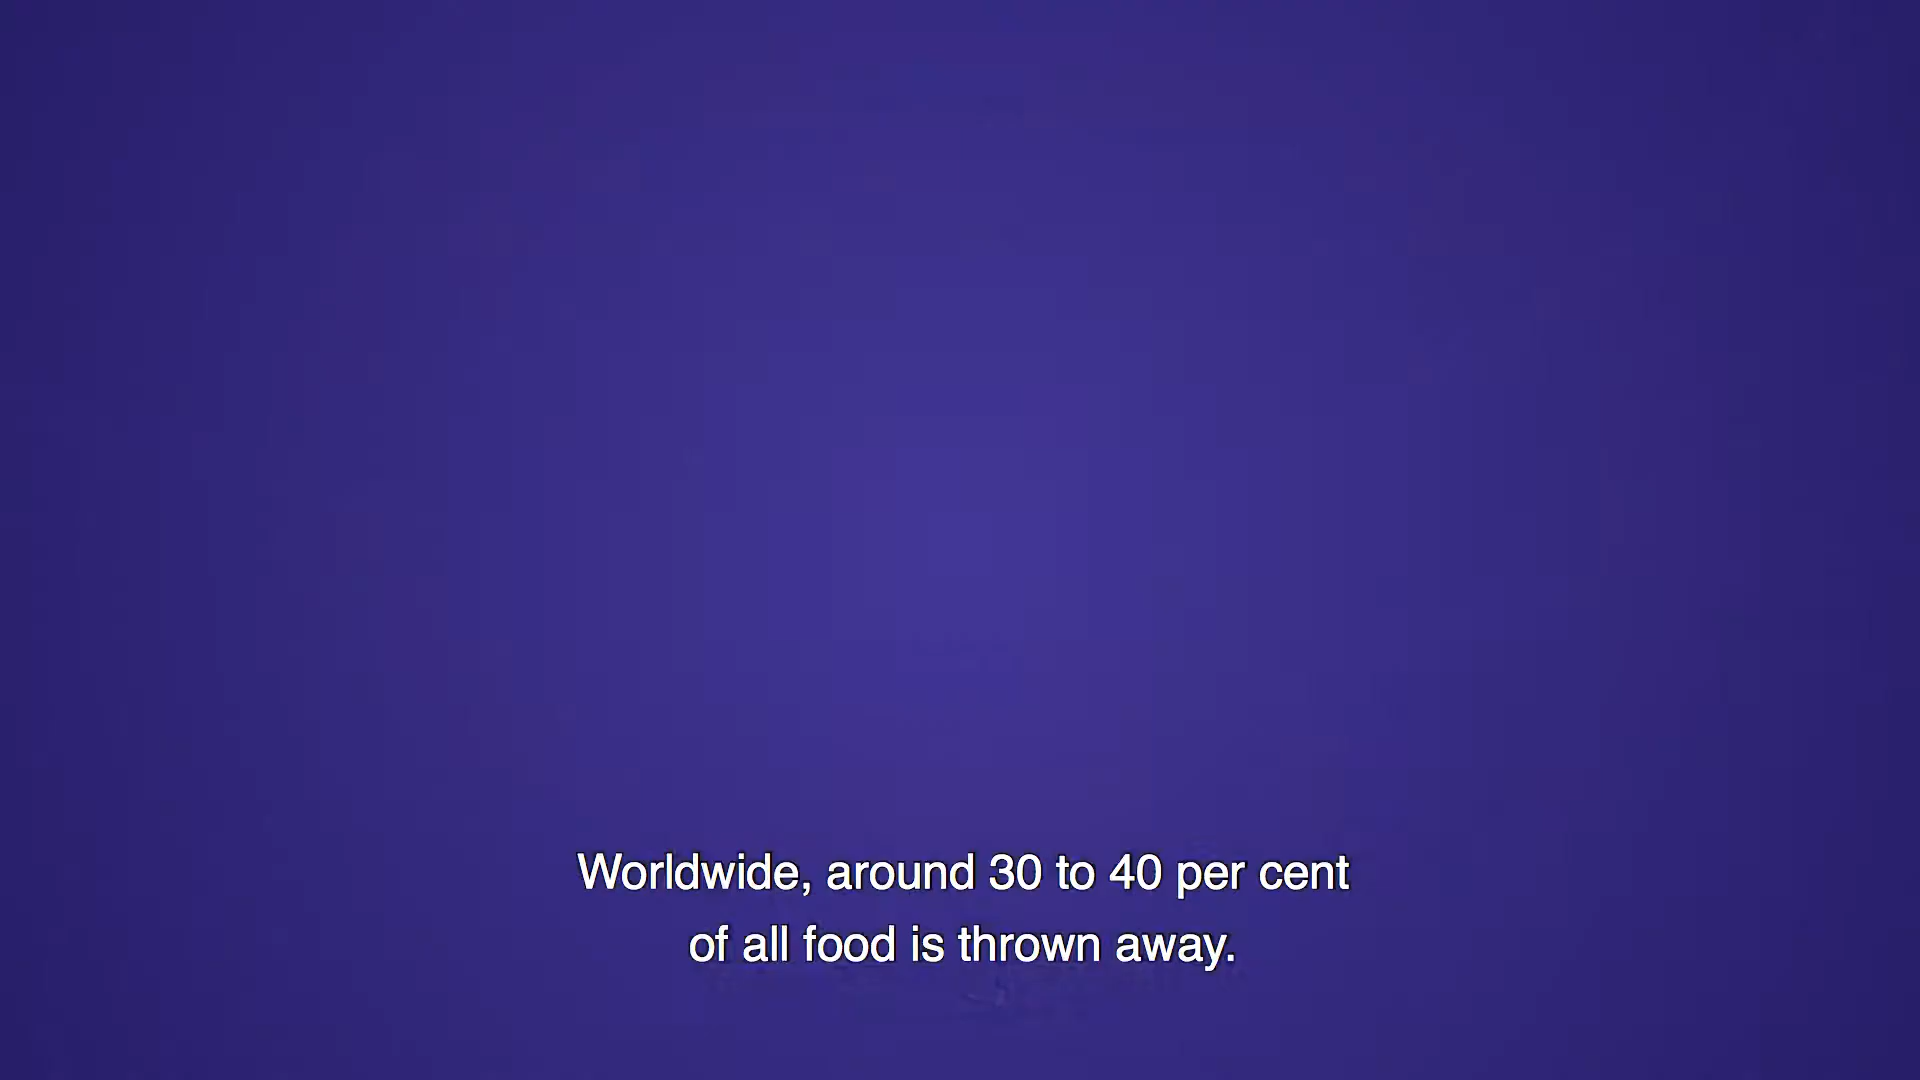 Worldwide, around 30 to 40 per cent
of all food is thrown away.